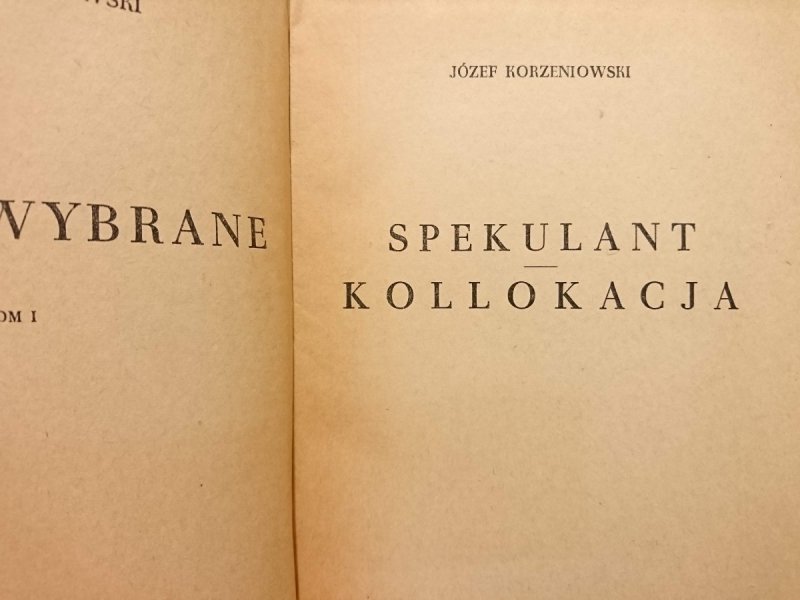 WYBRANE
I
JÓZEF KORZENIOWSKI
SPEKULANT
KOLLOKACJA